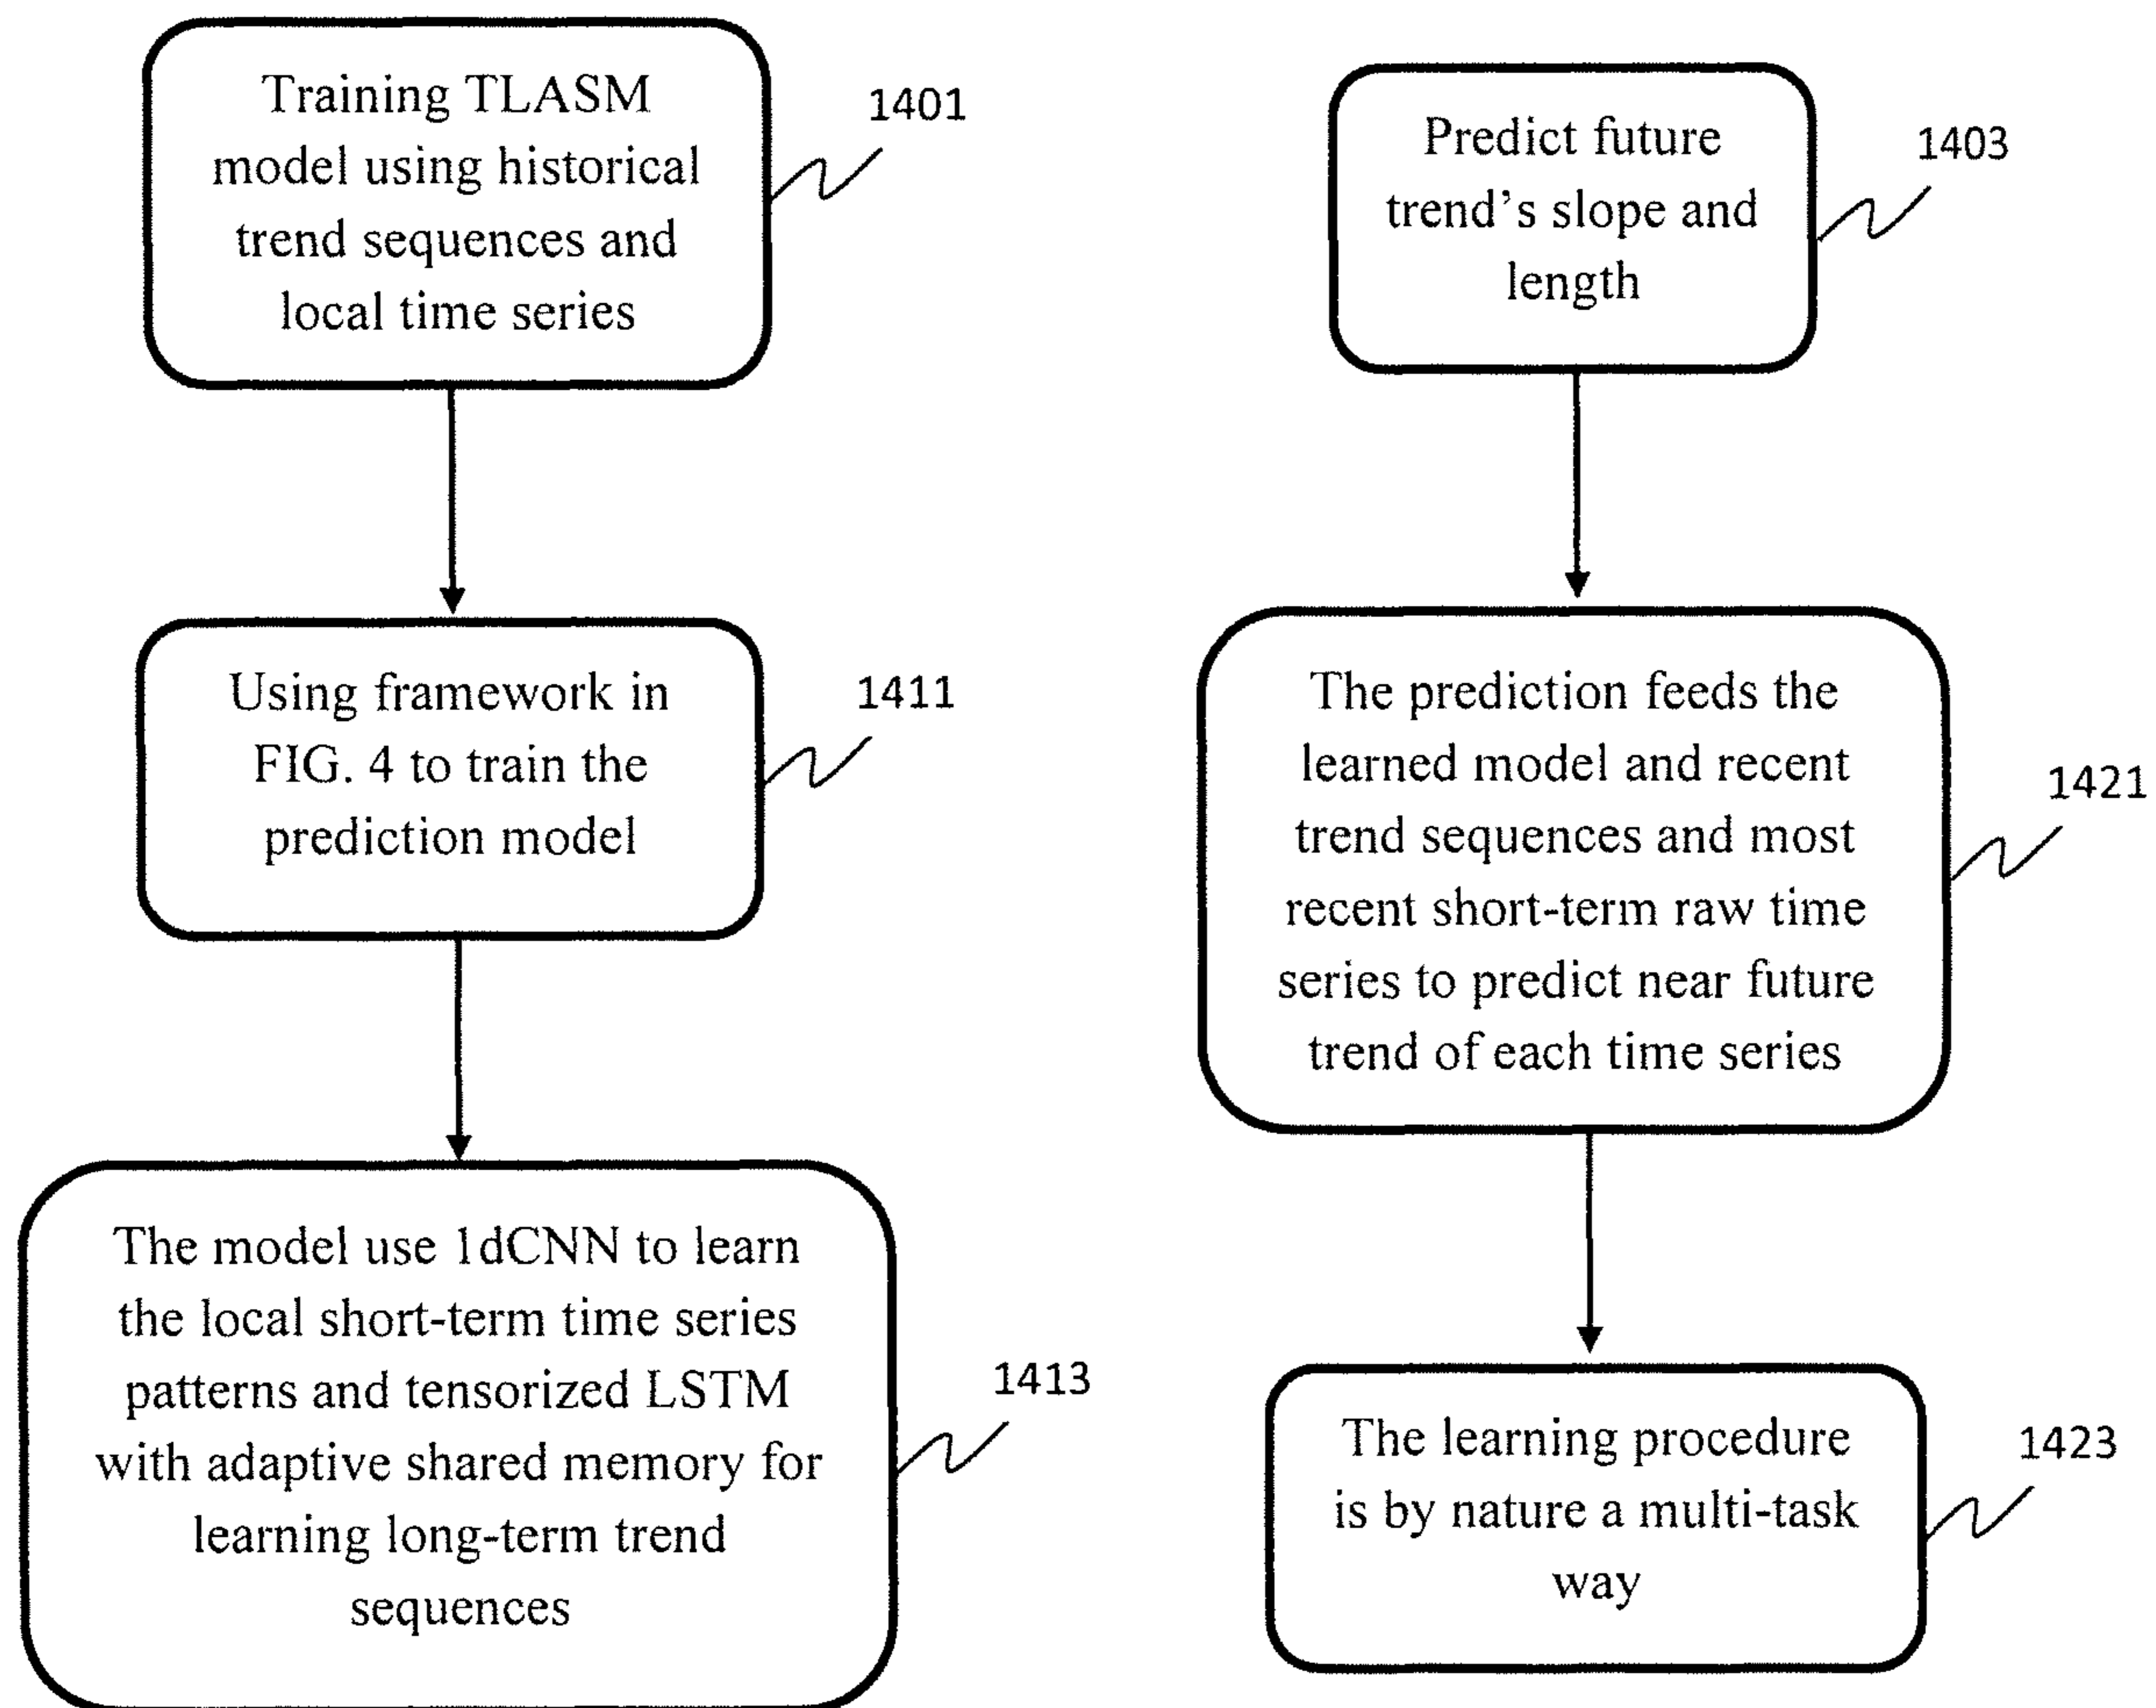 Training TLASM
model using historical
trend sequences and
local time series
1401
Using framework in
FIG. 4 to train the
prediction model
1411
The model use 1dCNN to learn
the local short-term time series
patterns and tensorized LSTM
with adaptive shared memory for
learning long-term trend
sequences
1413
Predict future
trend’s slope and
length
1403
The prediction feeds the
learned model and recent
trend sequences and most
recent short-term raw time
series to predict near future
trend of each time series
1421
The learning procedure
is by nature a multi-task
way
1423